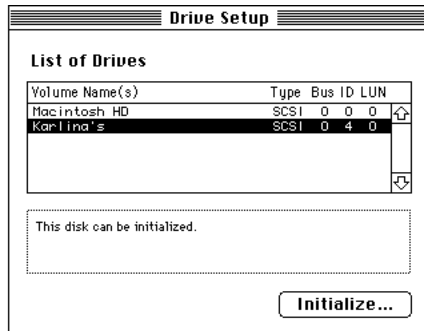 Drive Setup
List of Drives
Volume Name(s) Type Bus ID LUN
Macintosh HD SCSI 0 0 0
Karlina's SCSI 0 4 0
This disk can be initialized.
Initialize...